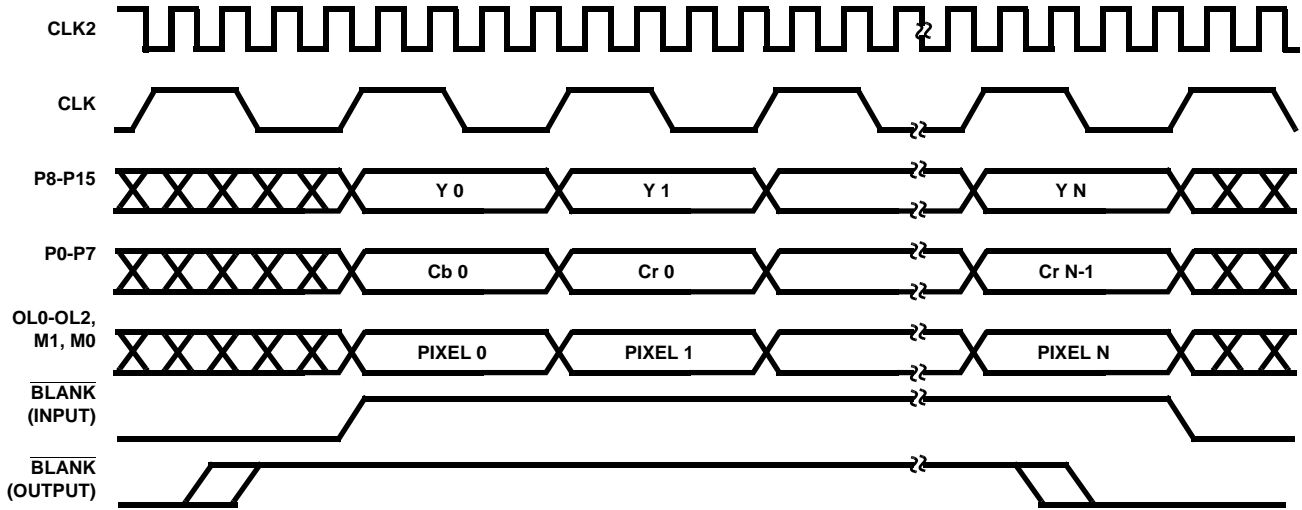 CLK2
CLK
P8-P15
Y 0 Y 1 Y N
P0-P7
Cb 0 Cr 0 Cr N-1
OL0-OL2,
M1, M0
PIXEL 0 PIXEL 1 PIXEL N
BLANK
(INPUT)
BLANK
(OUTPUT)